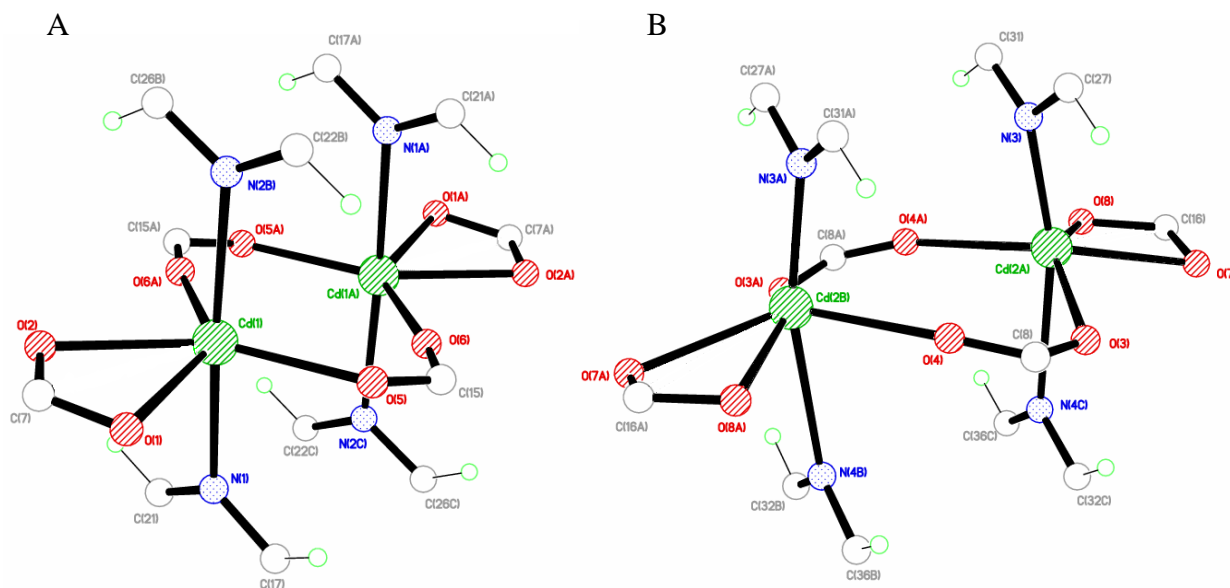 A
B
C(17A)
C(26B)
C(21A)
C(22B)
N(1A)
N(2B)
O(1A)
C(15A)
O(5A)
C(7A)
O(6A)
O(2A)
Cd(1A)
O(2)
Cd(1)
O(6)
C(15)
O(5)
C(7)
O(1)
C(22C)
N(2C)
N(1)
C(26C)
C(21)
C(17)
C(31)
C(27A)
C(27)
C(31A)
N(3)
N(3A)
O(8)
O(4A)
C(16)
C(8A)
Cd(2A)
O(7
O(3A)
Cd(2B)
C(8)
O(3)
O(4)
O(7A)
C(16A)
O(8A)
N(4C)
C(36C)
N(4B)
C(32B)
C(32C)
C(36B)